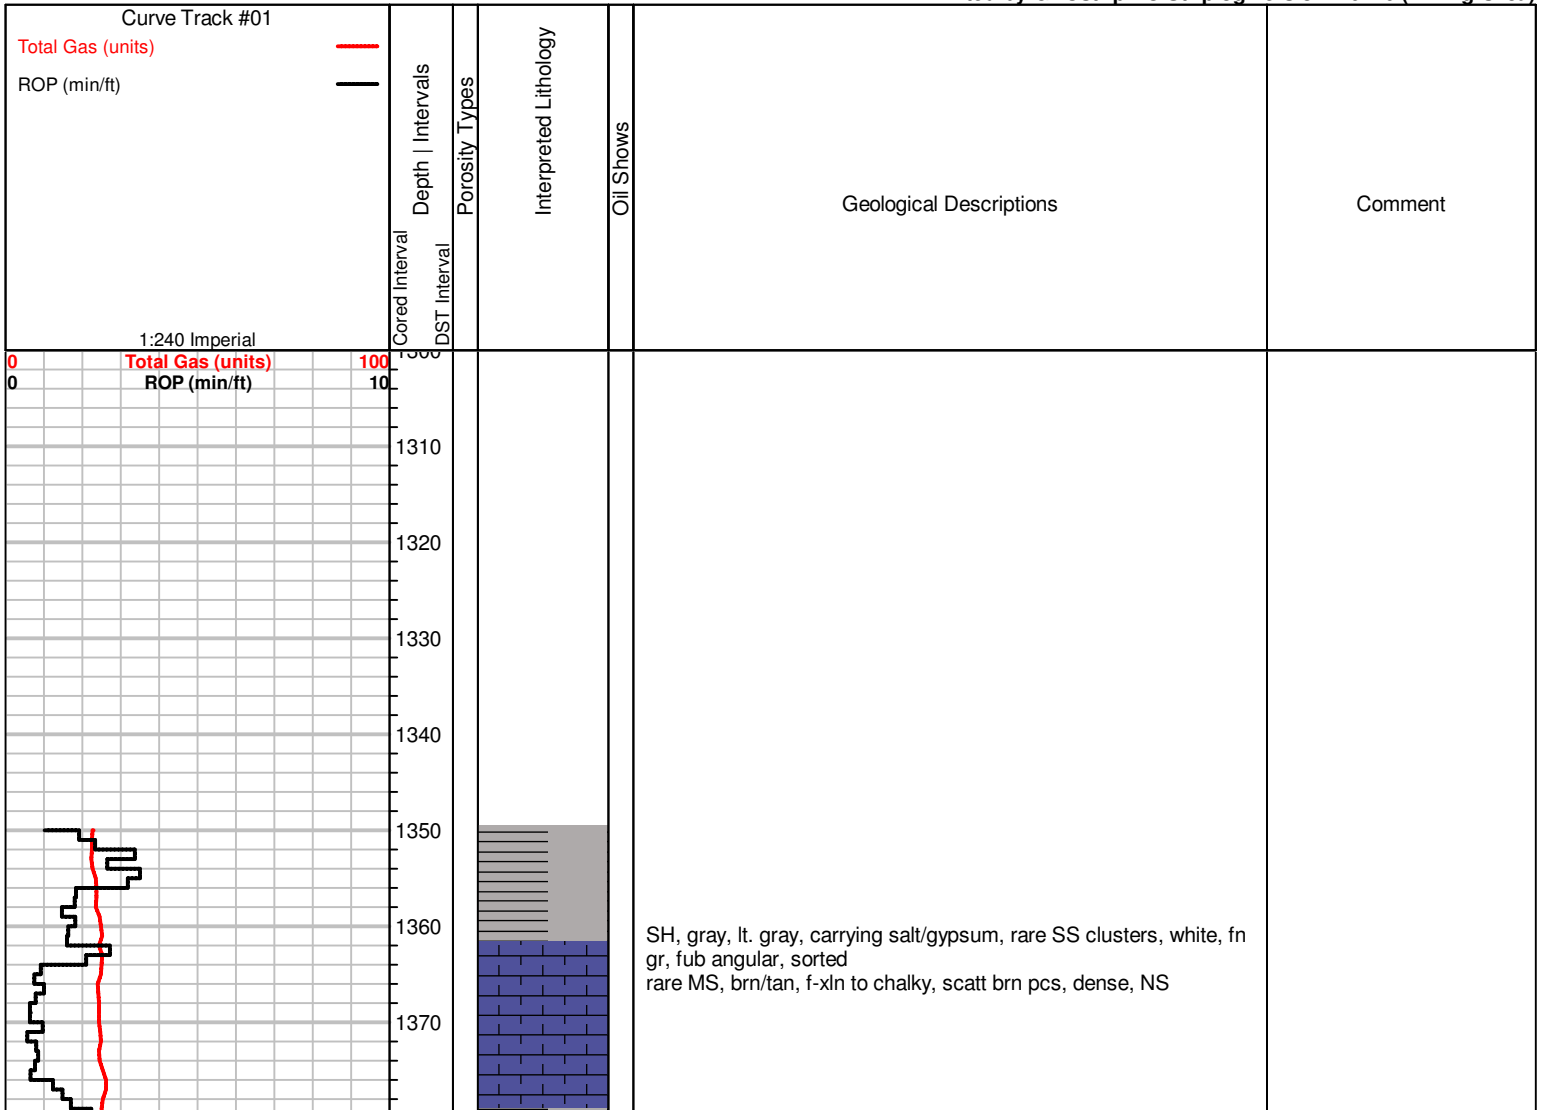 Curve Track #01
Total Gas (units)
ROP (min/ft)
1:240 Imperial
Depth | Intervals
Cored Interval
DST Interval
Porosity Types
Interpreted Lithology
Oil Shows
Geological Descriptions
Comment
0 Total Gas (units) 100
0 ROP (min/ft) 10
1300
1310
1320
1330
1340
1350
1360
1370
SH, gray, lt. gray, carrying salt/gypsum, rare SS clusters, white, fn
gr, fub angular, sorted
rare MS, brn/tan, f-xln to chalky, scatt brn pcs, dense, NS